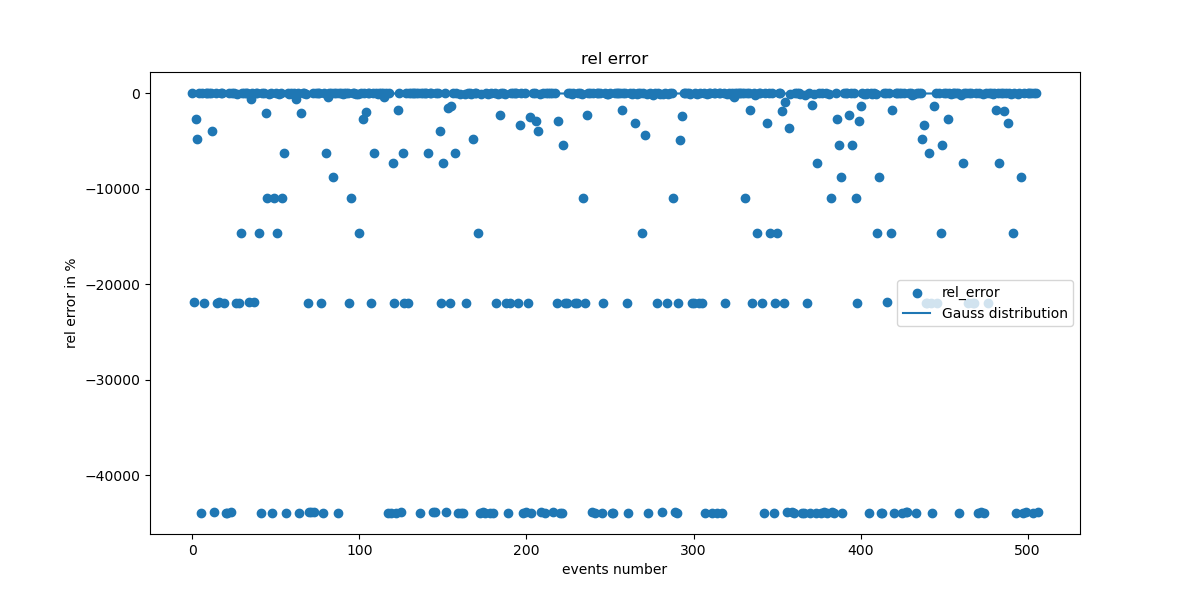 rel error
rel error in %
0
−10000
−20000
−30000
−40000
rel_error
Gauss distribution
0 100 200 300 400 500
events number